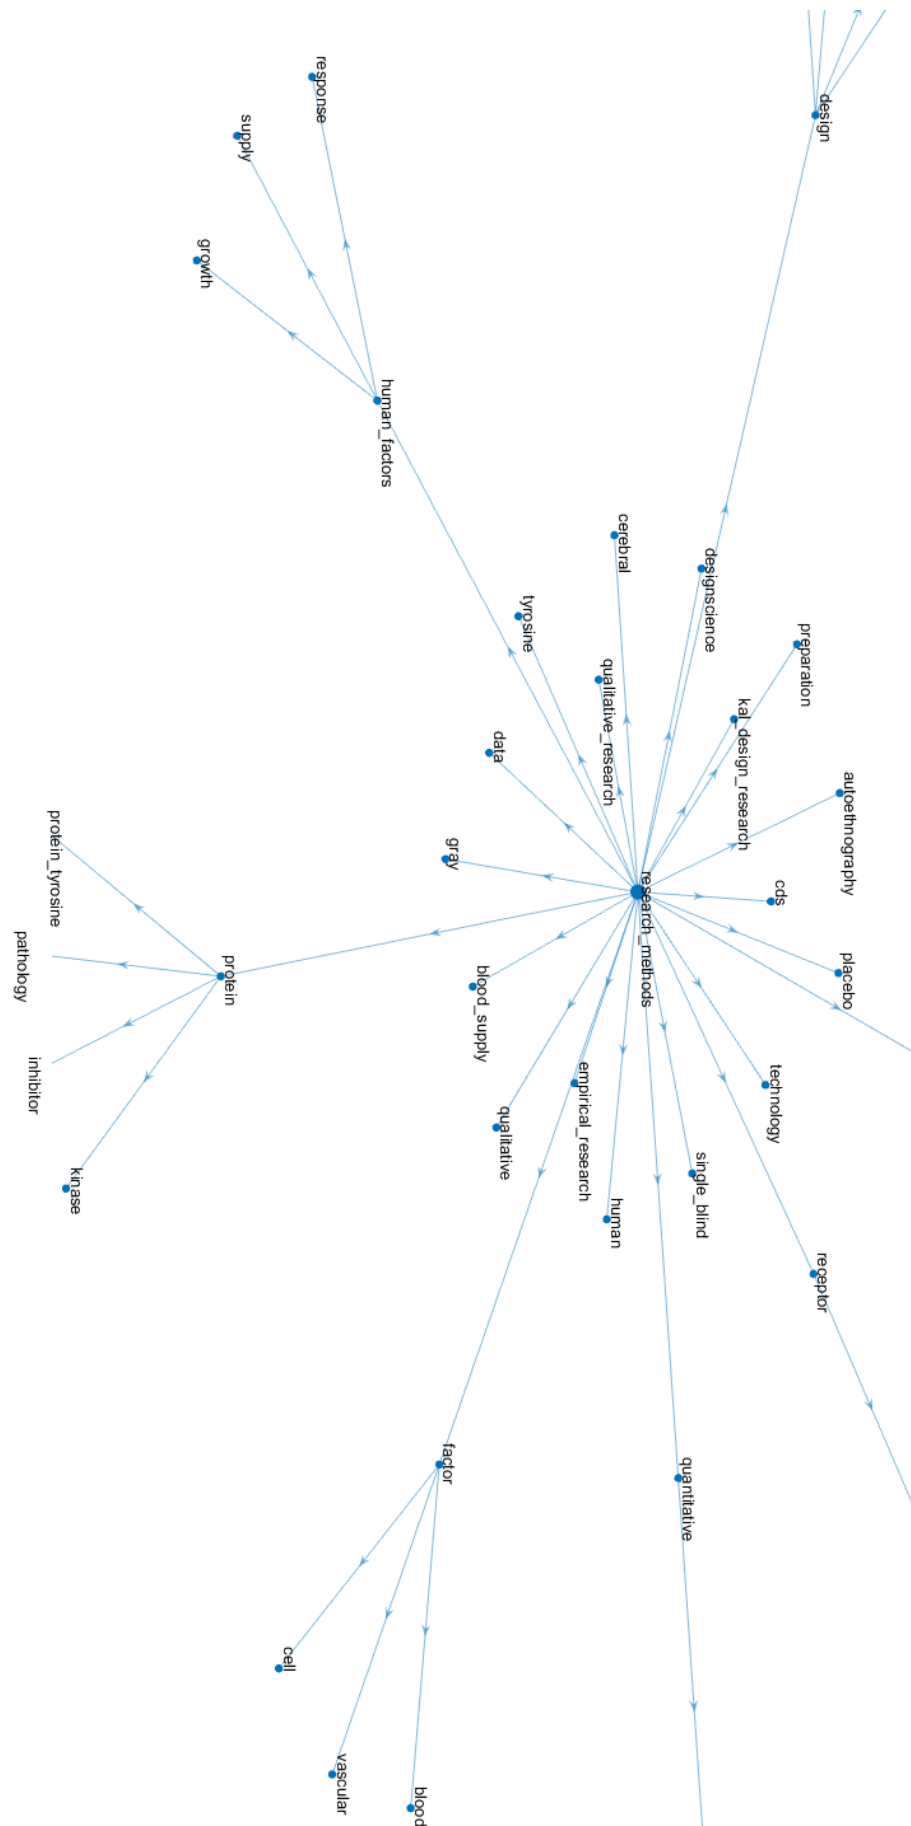 response
supply
growth
design
human_factors
cerebral
designscience
tyrosine
preparation
qualitative_research
kal_design_research
data
autoethnography
gray
research_methods
cds
placebo
protein_tyrosine
pathology
protein
blood_supply
inhibitor
empirical_research
technology
qualitative
kinase
single_blind
human
receptor
factor
quantitative
cell
vascular
blood